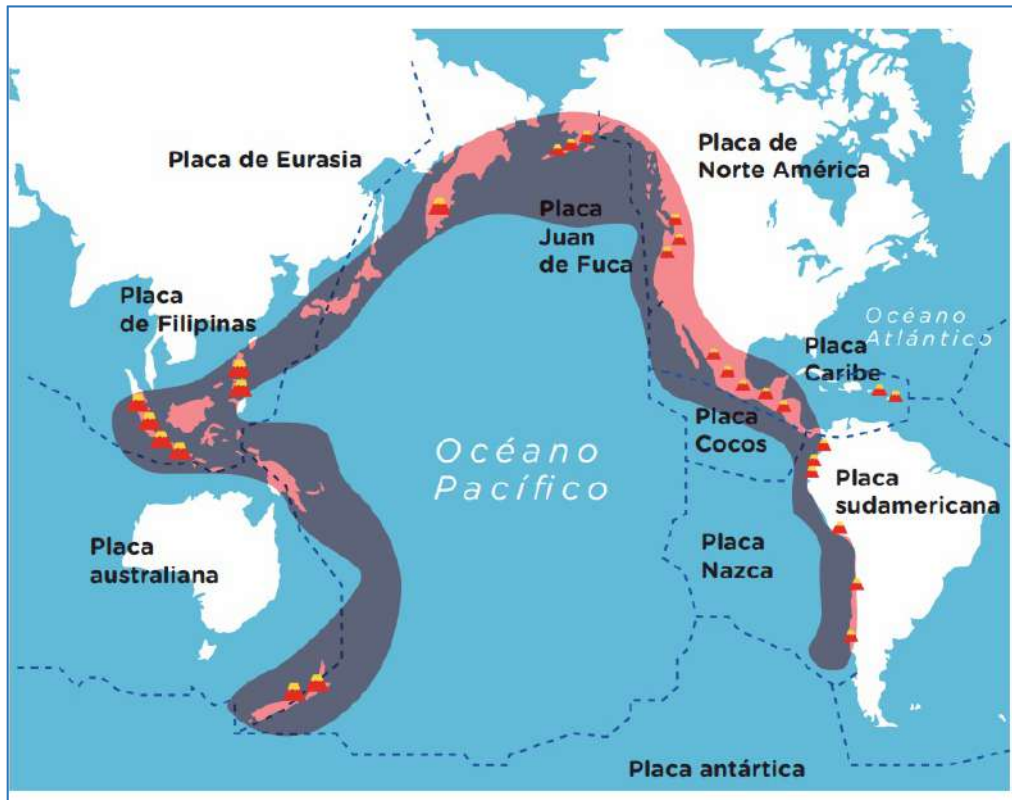 Placa de Eurasia
Placa de
Norte América
Placa
Juan
de Fuca
Placa
de Filipinas
Océano
Atlántico
Placa
Caribe
Placa
Cocos
Océano
Pacífico
Placa
sudamericana
Placa
australiana
Placa
Nazca
Placa antártica